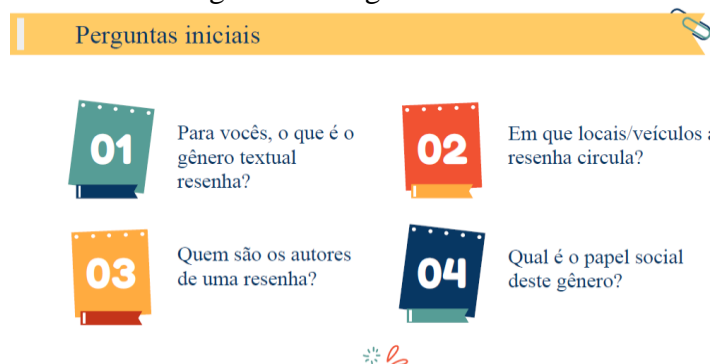 Perguntas iniciais
01
Para vocês, o que é o
gênero textual
resenha?
02
Em que locais/veículos a
resenha circula?
03
Quem são os autores
de uma resenha?
04
Qual é o papel social
deste gênero?